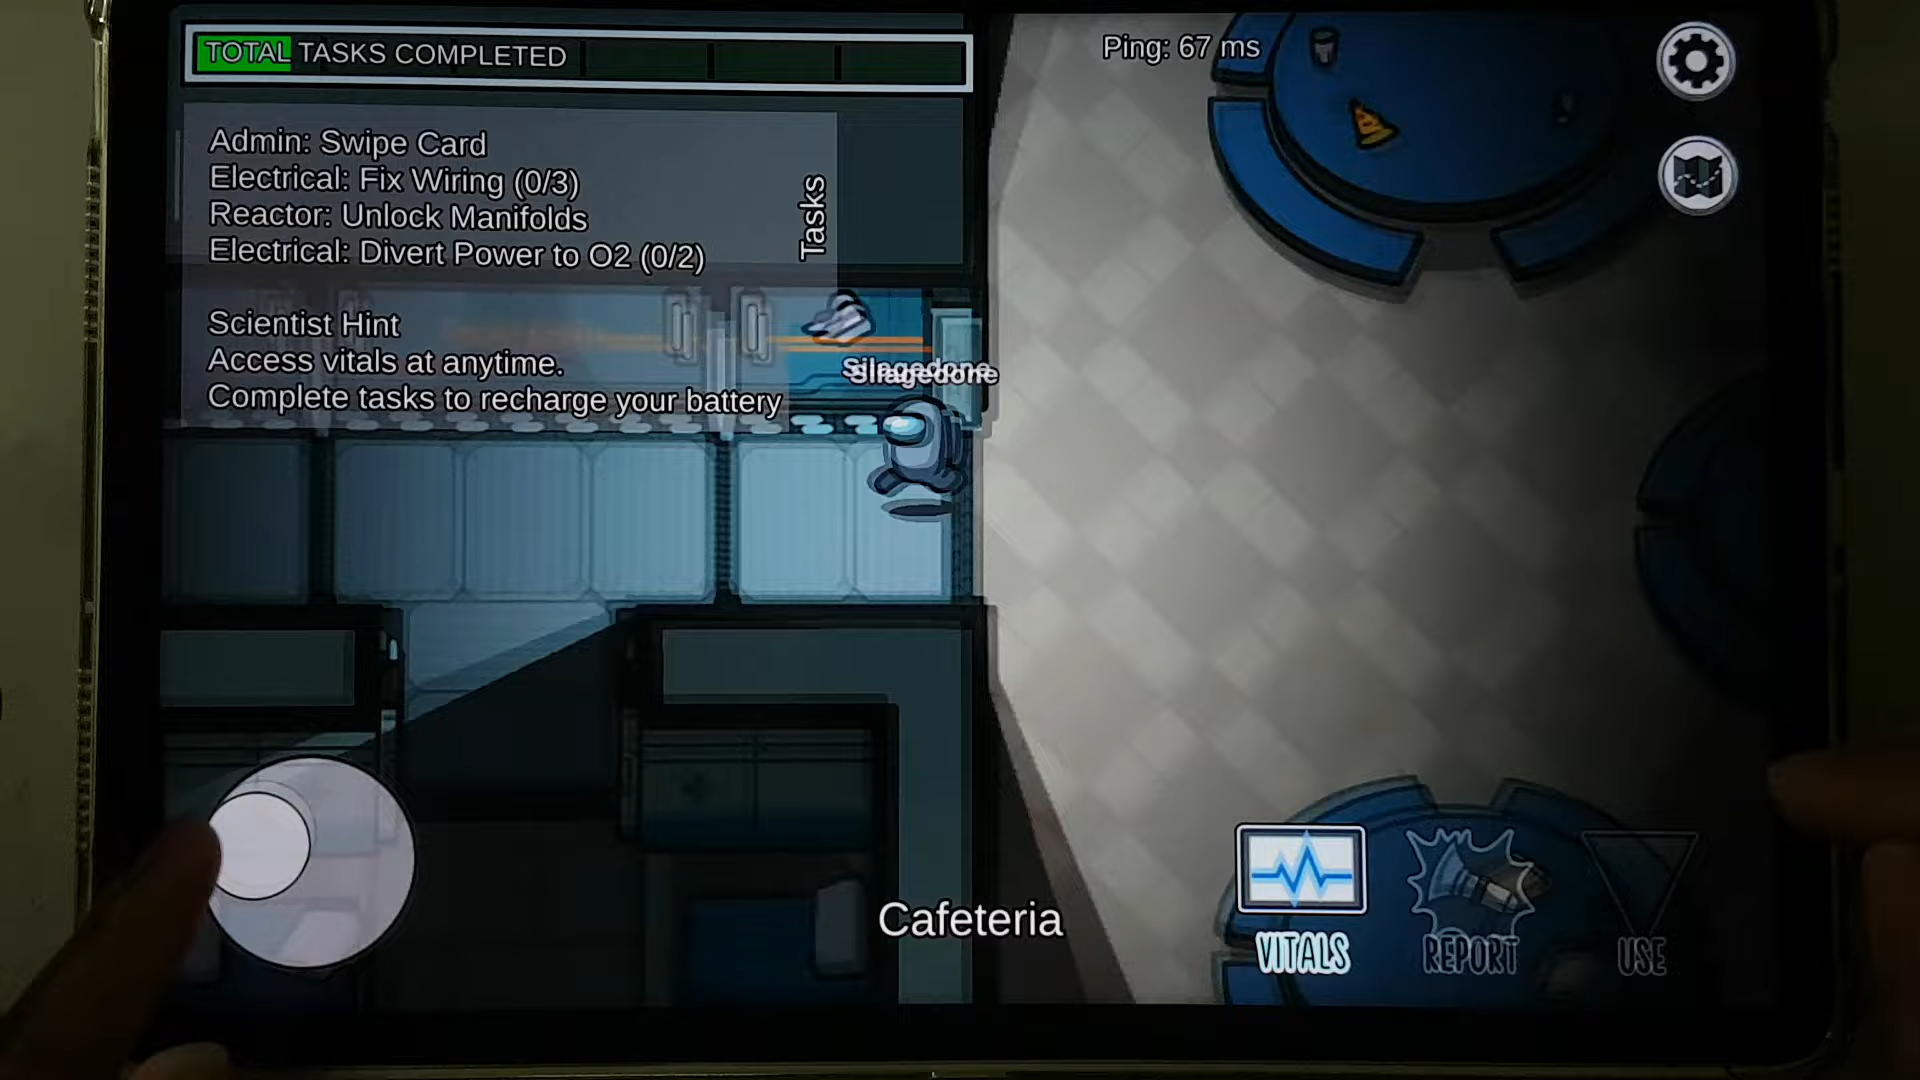 TOTAL TASKS COMPLETED
Ping: 67 ms
Admin: Swipe Card
Electrical: Fix Wiring (0/3)
Reactor: Unlock Manifolds
Electrical: Divert Power to O2 (0/2)
Tasks
Scientist Hint
Access vitals at anytime.
Complete tasks to recharge your battery
Silagedone
Cafeteria
VITALS
REPORT
USE